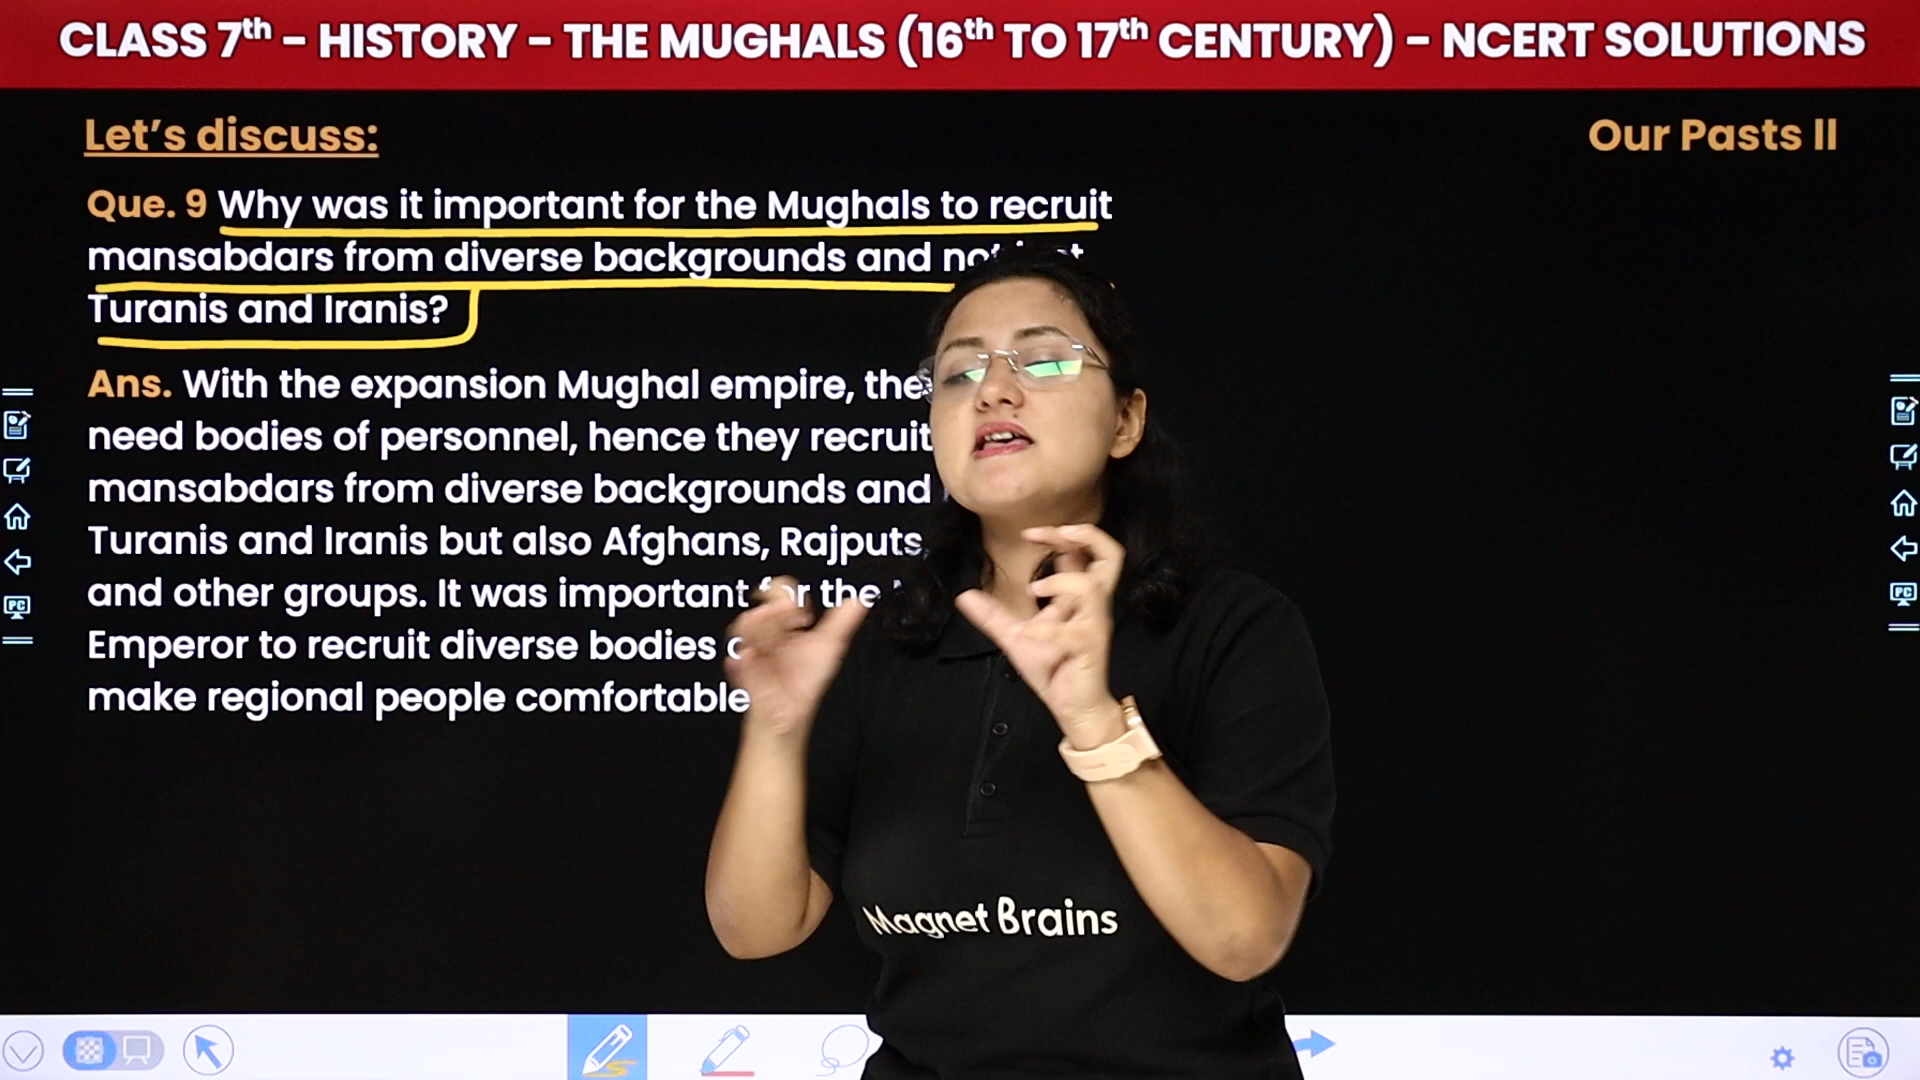 CLASS 7th - HISTORY - THE MUGHALS (16th TO 17th CENTURY) - NCERT SOLUTIONS
Let's discuss:
Our Pasts II
Que. 9 Why was it important for the Mughals to recruit
mansabdars from diverse backgrounds and
Turanis and Iranis?
Ans. With the expansion Mughal empire,
need bodies of personnel, hence they
mansabdars from diverse backgrounds and
Turanis and Iranis but also Afghans, Rajputs,
and other groups. It was important for the
Emperor to recruit diverse bodies
make regional people comfortable
PC
PC
Magnet Brains